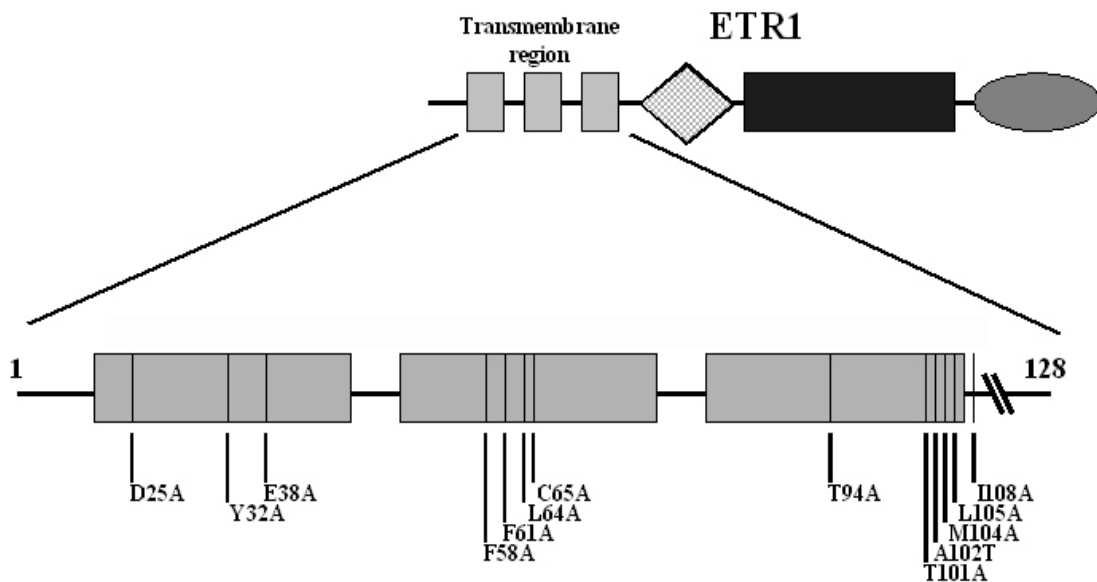 Transmembrane
region
ETR1
1
128
D25A
Y32A
E38A
C65A
L64A
F61A
F58A
T94A
I108A
L105A
M104A
A102T
T101A